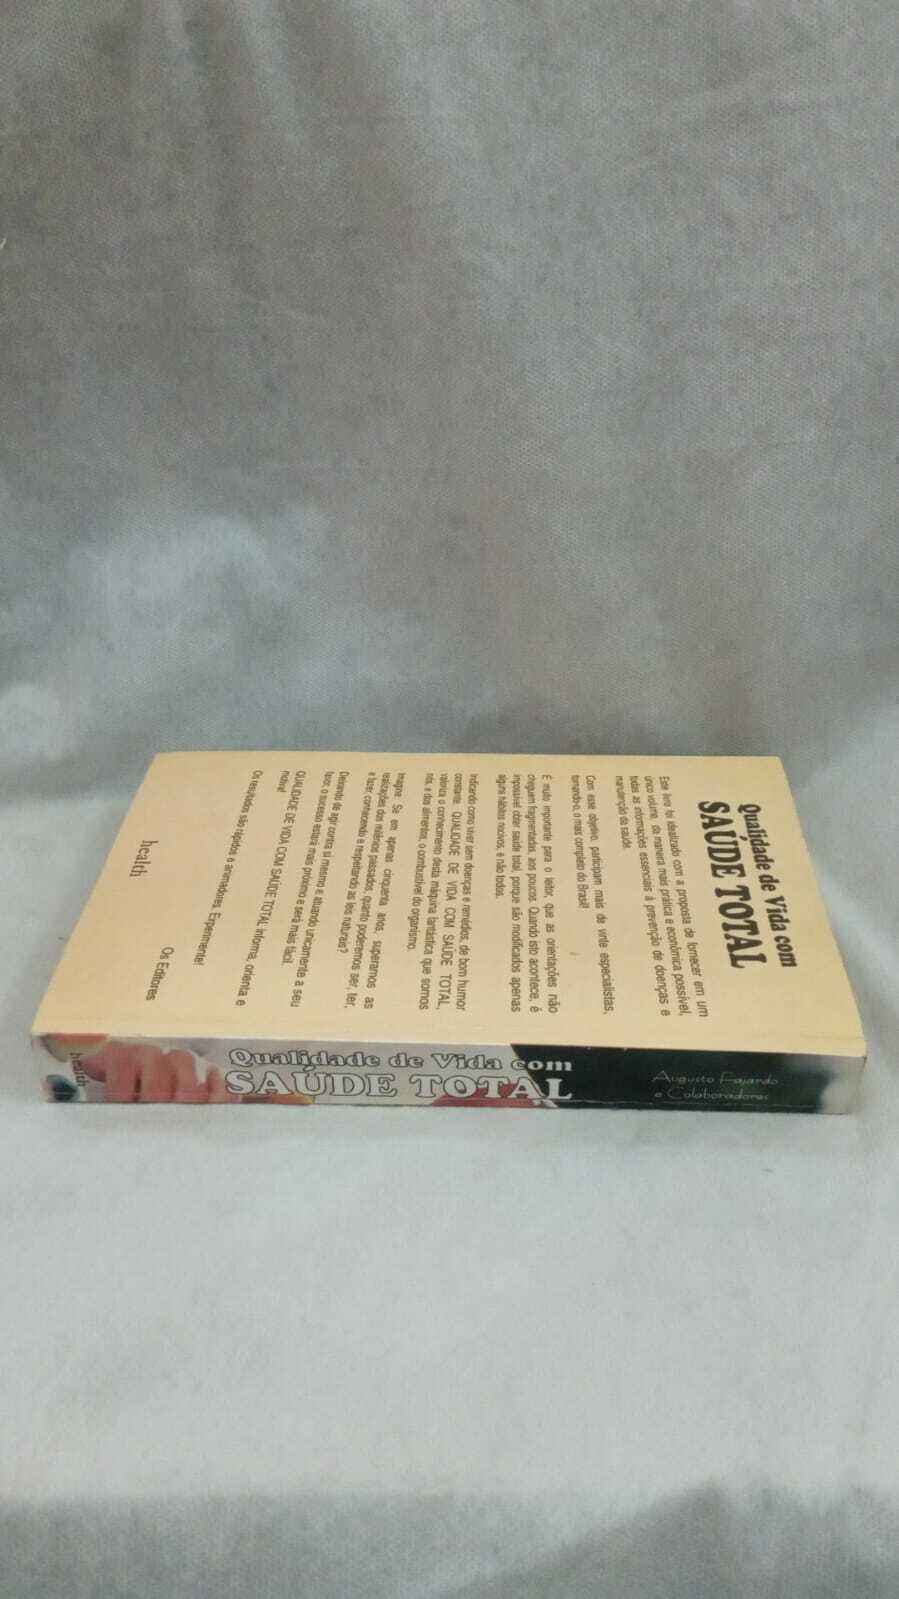 Qualidade de Vida com
SAÚDE TOTAL
Este livro foi idealizado com a proposta de fornecer em um
único volume, da maneira mais prática e econômica possível,
todas as informações essenciais à prevenção de doenças e
manutenção da saúde.
Com esse objetivo, participam mais de vinte especialistas,
tornando-o, o mais completo do Brasil!
É muito importante para o leitor, que as orientações não
cheguem fragmentadas, aos poucos. Quando isto acontece, é
impossível obter saúde total, porque são modificados apenas
alguns hábitos nocivos, e não todos.
Indicando como viver sem doenças e remédios, de bom humor
constante, QUALIDADE DE VIDA COM SAÚDE TOTAL,
valoriza o conhecimento desta máquina fantástica que somos
nós, e dos alimentos, o combustível do organismo.
Imagine. Se em apenas cinquenta anos, superamos as
realizações dos milênios passados, quanto poderemos ser, ter,
e fazer, conhecendo e respeitando as leis naturais?
Deixando de agir contra si mesmo e atuando unicamente a seu
favor, o sucesso estará mais próximo e será mais fácil.
QUALIDADE DE VIDA COM SAÚDE TOTAL informa, orienta e
motiva!
Os resultados são rápidos e animadores. Experimente!
Os Editores
health
health
Qualidade de Vida com
SAÚDE TOTAL
Augusto Fajardo
e Colaboradores